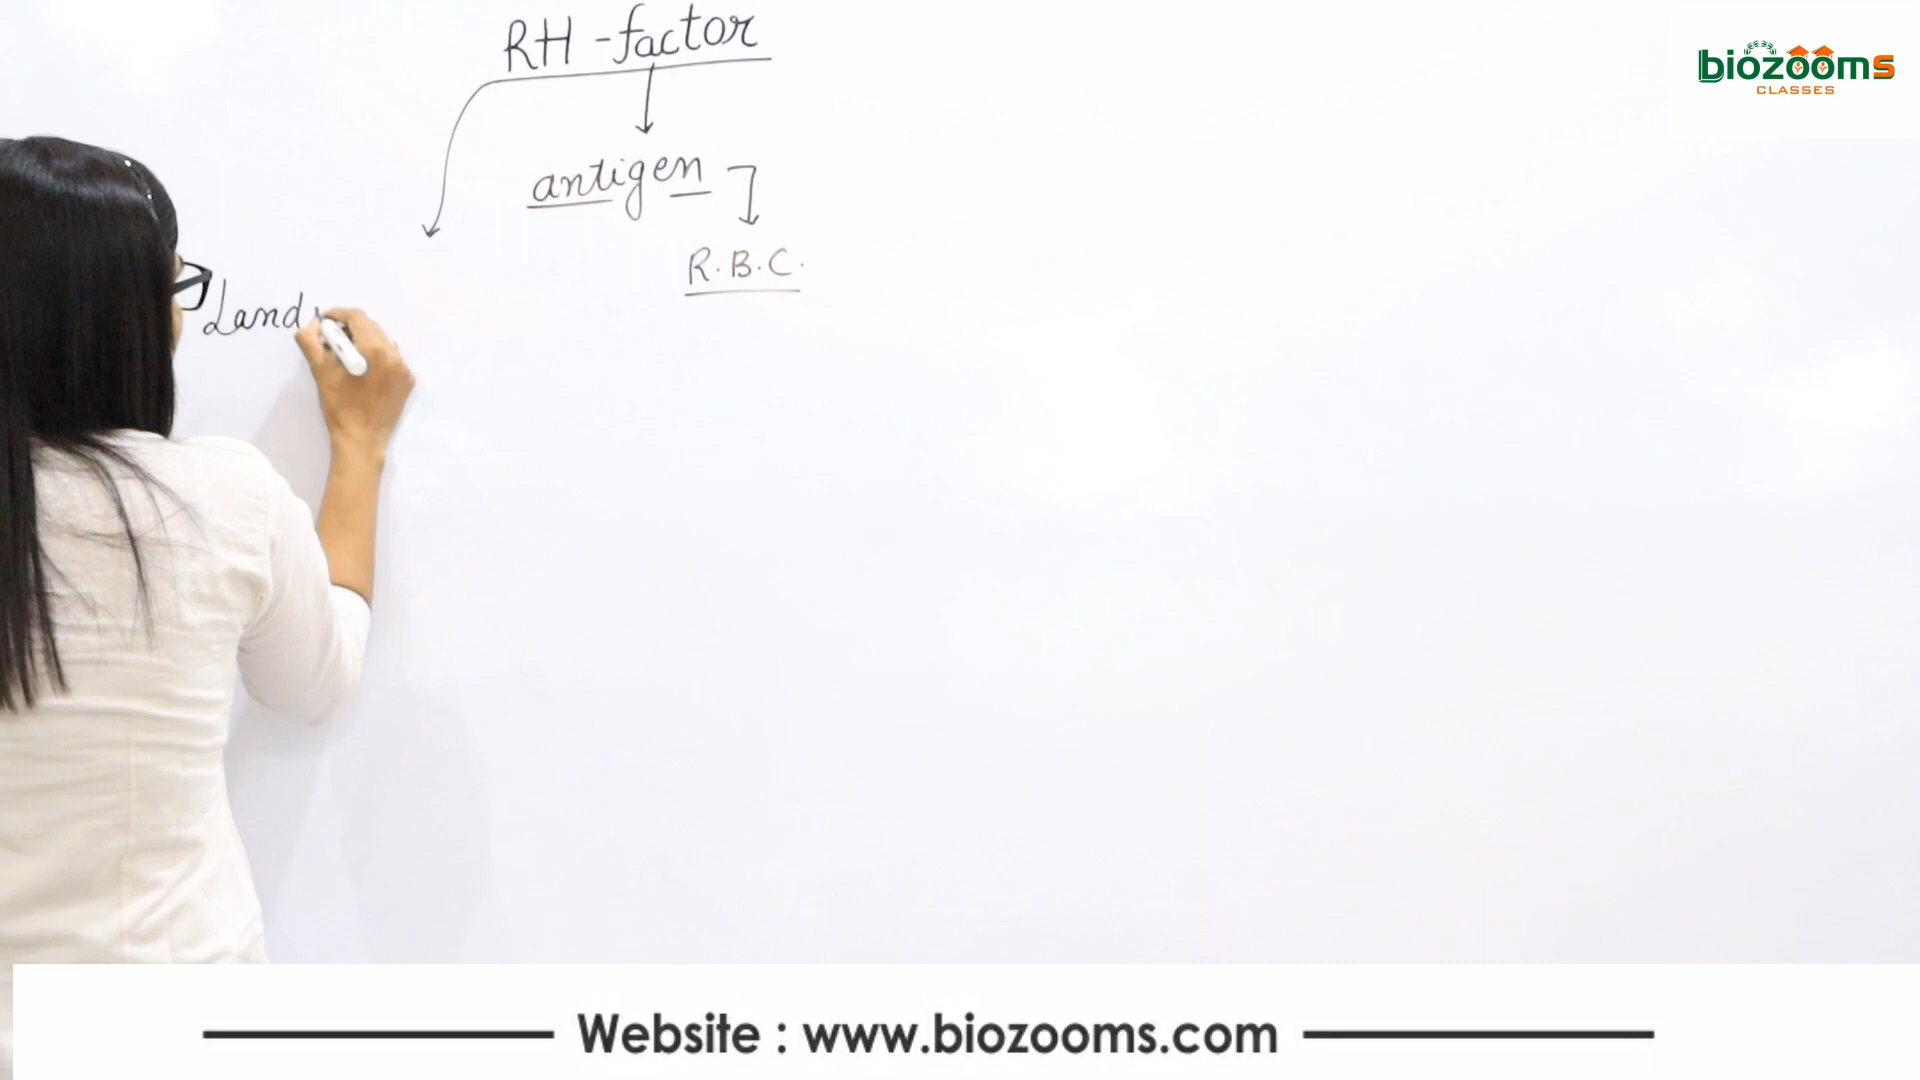 RH-factor
antigen
R.B.C.
Land
biozooms
CLASSES
Website : www.biozooms.com